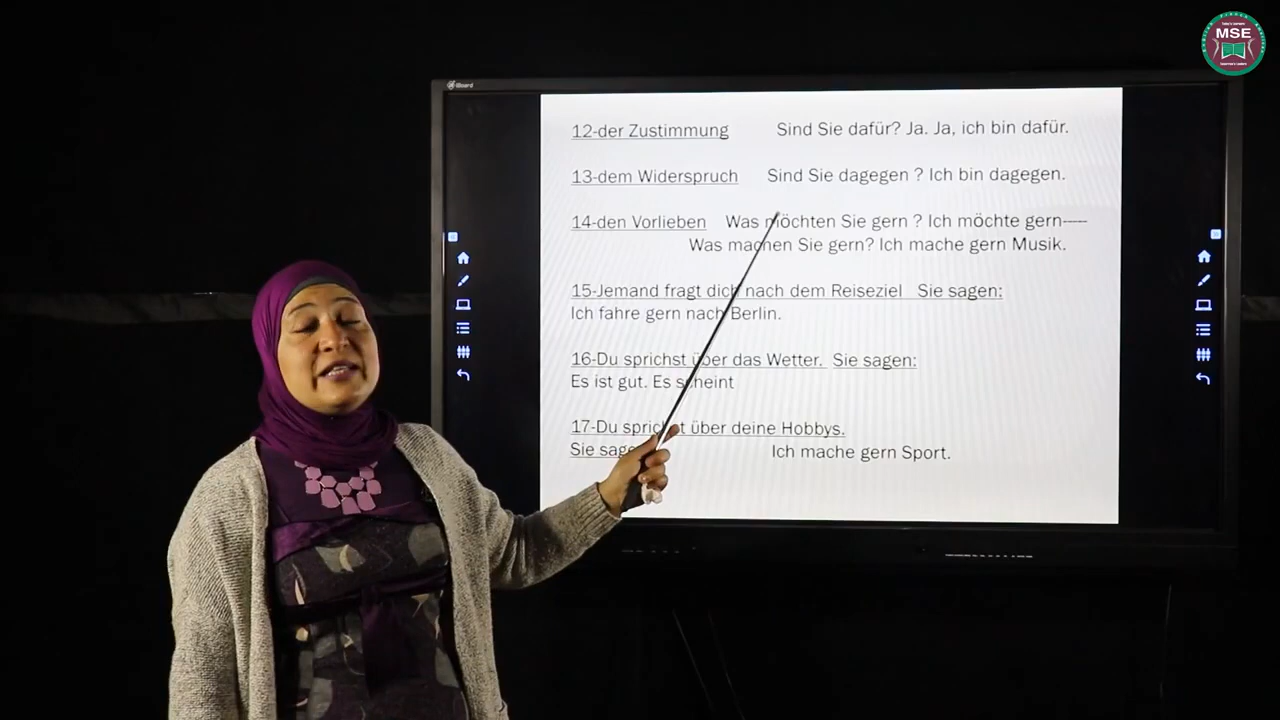 MSE
iBoard
12-der Zustimmung Sind Sie dafür? Ja. Ja, ich bin dafür.
13-dem Widerspruch Sind Sie dagegen ? Ich bin dagegen.
14-den Vorlieben Was möchten Sie gern ? Ich möchte gern-----
Was machen Sie gern? Ich mache gern Musik.
15-Jemand fragt dich nach dem Reiseziel Sie sagen:
Ich fahre gern nach Berlin.
16-Du sprichst über das Wetter. Sie sagen:
Es ist gut. Es scheint
17-Du sprichst über deine Hobbys.
Sie sage Ich mache gern Sport.